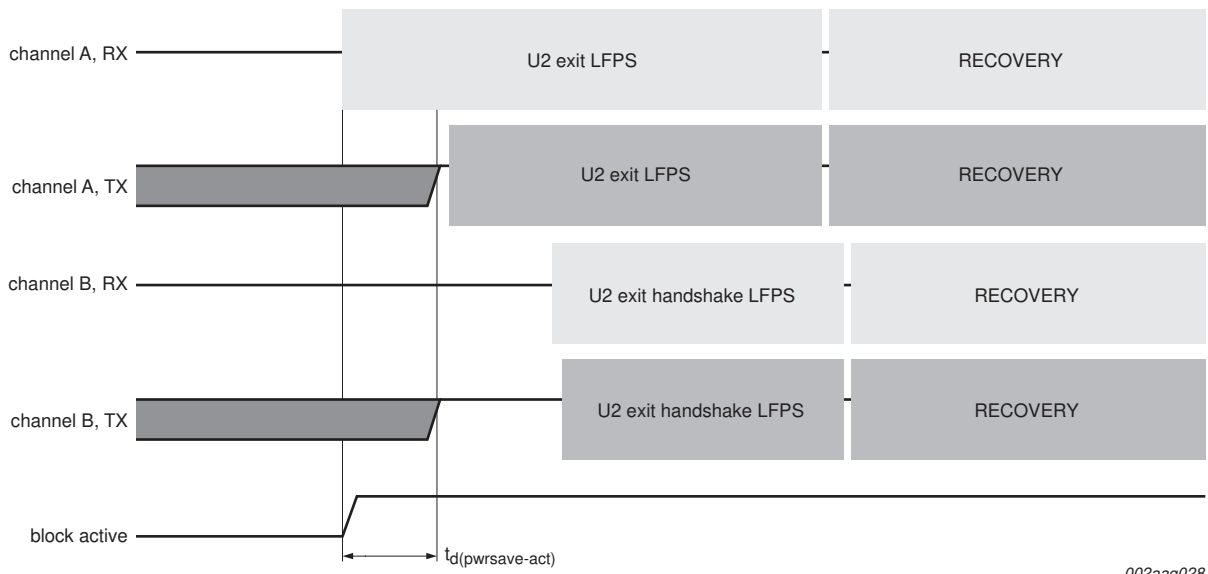 channel A, RX
U2 exit LFPS
RECOVERY
channel A, TX
U2 exit LFPS
RECOVERY
channel B, RX
U2 exit handshake LFPS
RECOVERY
channel B, TX
U2 exit handshake LFPS
RECOVERY
block active
td(pwrsave-act)
002aag028